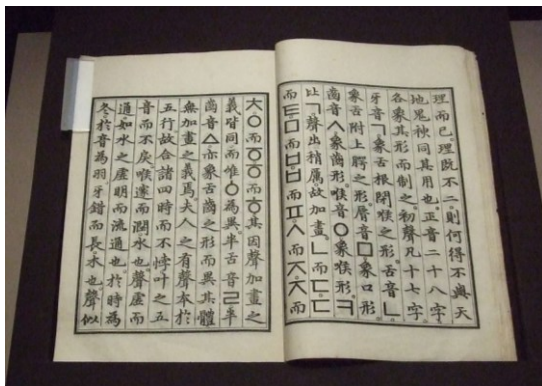 理而已。理既不二。則何得不與天
地鬼神同其用也。正音二十八字。
各象其形而制之。初聲凡十七字。
牙音ㄱ。象舌根閉喉之形。舌音ㄴ。
象舌附上腭之形。脣音ㅁ。象口形。
齒音ㅅ。象齒形。喉音ㅇ。象喉形。ㅋ
比ㄱ。聲出稍厲。故加畫。ㄴ而ㄷ。ㄷ
而ㅌ。ㅁ而ㅂ。ㅂ而ㅍ。ㅅ而ㅈ。ㅈ而
ㅊ。ㅇ而ㆆ。ㆆ而ㅎ。其因聲加畫之
義皆同。而唯ㆁ為異。半舌音ㄹ。半
齒音ㅿ。亦象舌齒之形而異其體。
無加畫之義焉。夫人之有聲本於
五行。故合諸四時而不悖。叶之五
音而不戾。喉邃而潤。水也。聲虛而
通。如水之虛明而流通也。於時為
冬。於音為羽。牙錯而長。木也。聲似